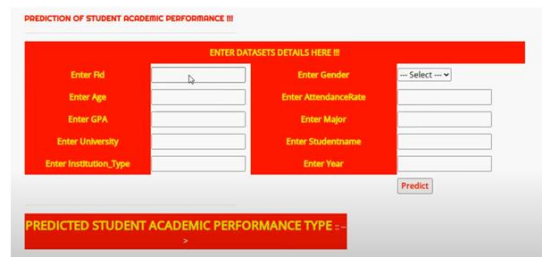 PREDICTION OF STUDENT ACADEMIC PERFORMANCE !!!
ENTER DATASETS DETAILS HERE !!!
Enter Fid
Enter Gender
--- Select ---
Enter Age
Enter AttendanceRate
Enter GPA
Enter Major
Enter University
Enter Studentname
Enter Institution_Type
Enter Year
Predict
PREDICTED STUDENT ACADEMIC PERFORMANCE TYPE :: --
>